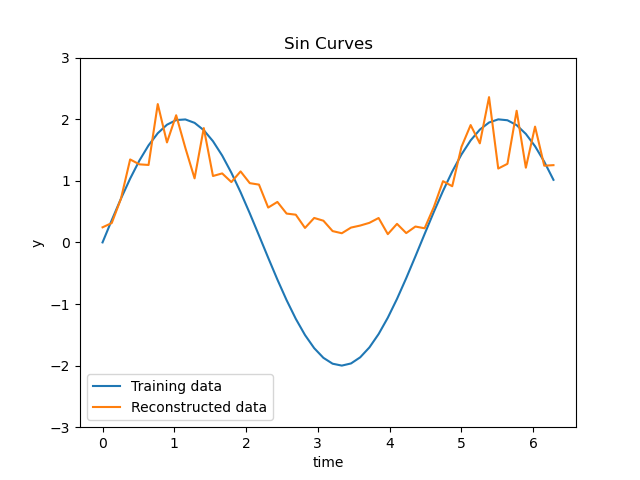 Sin Curves
3
2
1
0
−1
−2
−3
y
Training data
Reconstructed data
0 1 2 3 4 5 6
time